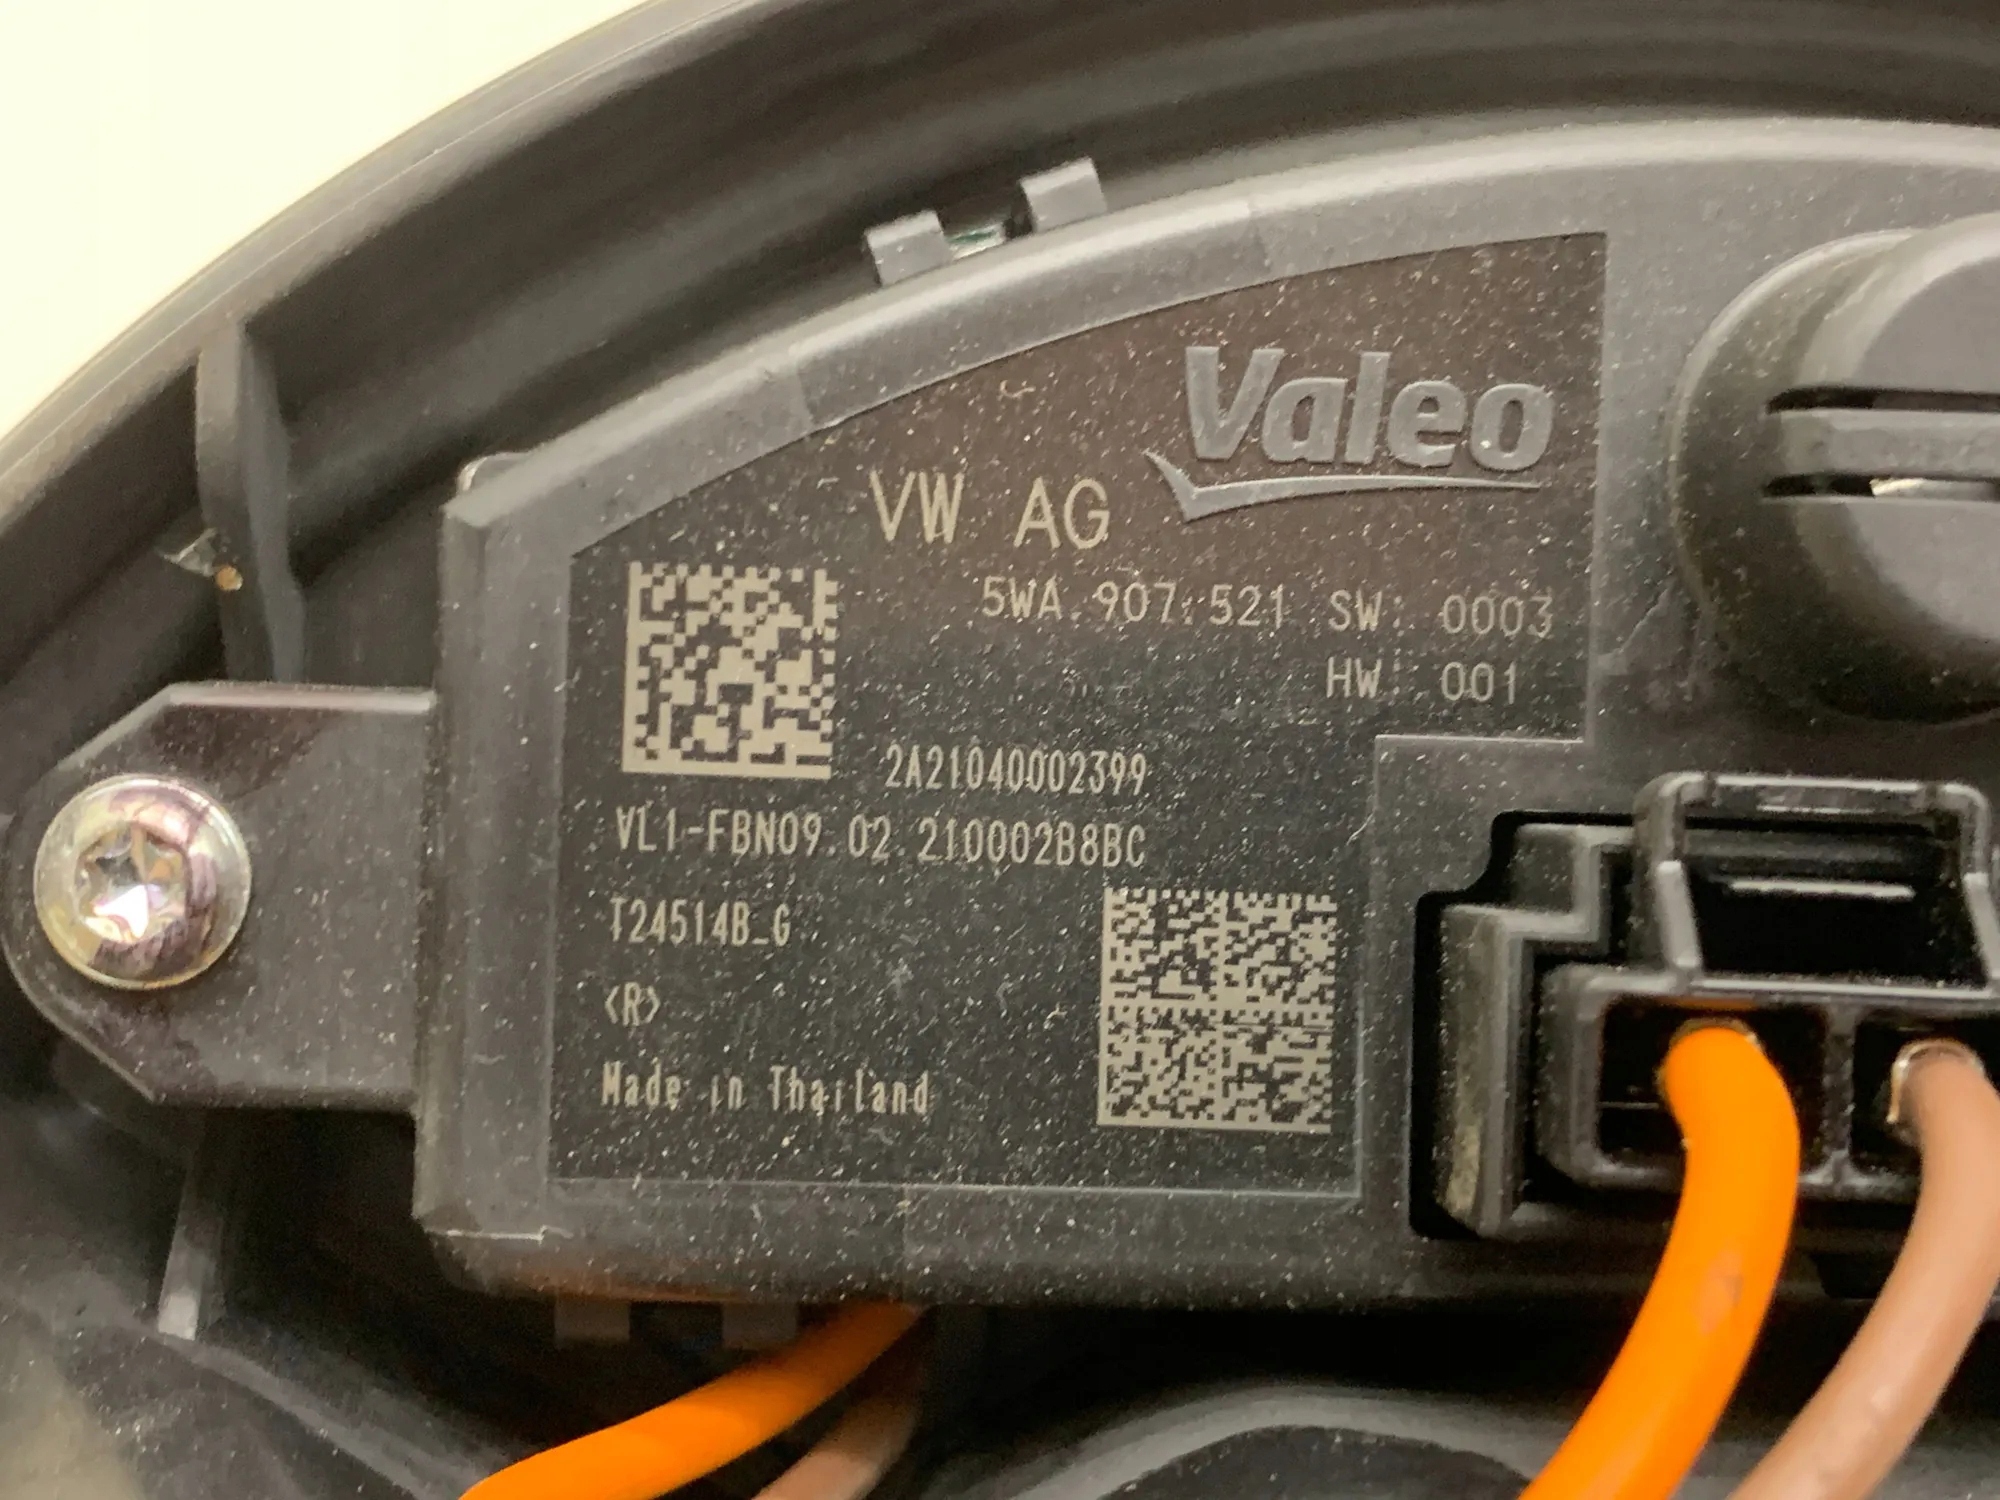 Valeo
VW AG
5WA.907.521 SW: 0003
HW: 001
2A21040002399
VL1-FBN09.02.210002B8BC
T24514B_G
<R>
Made in Thailand